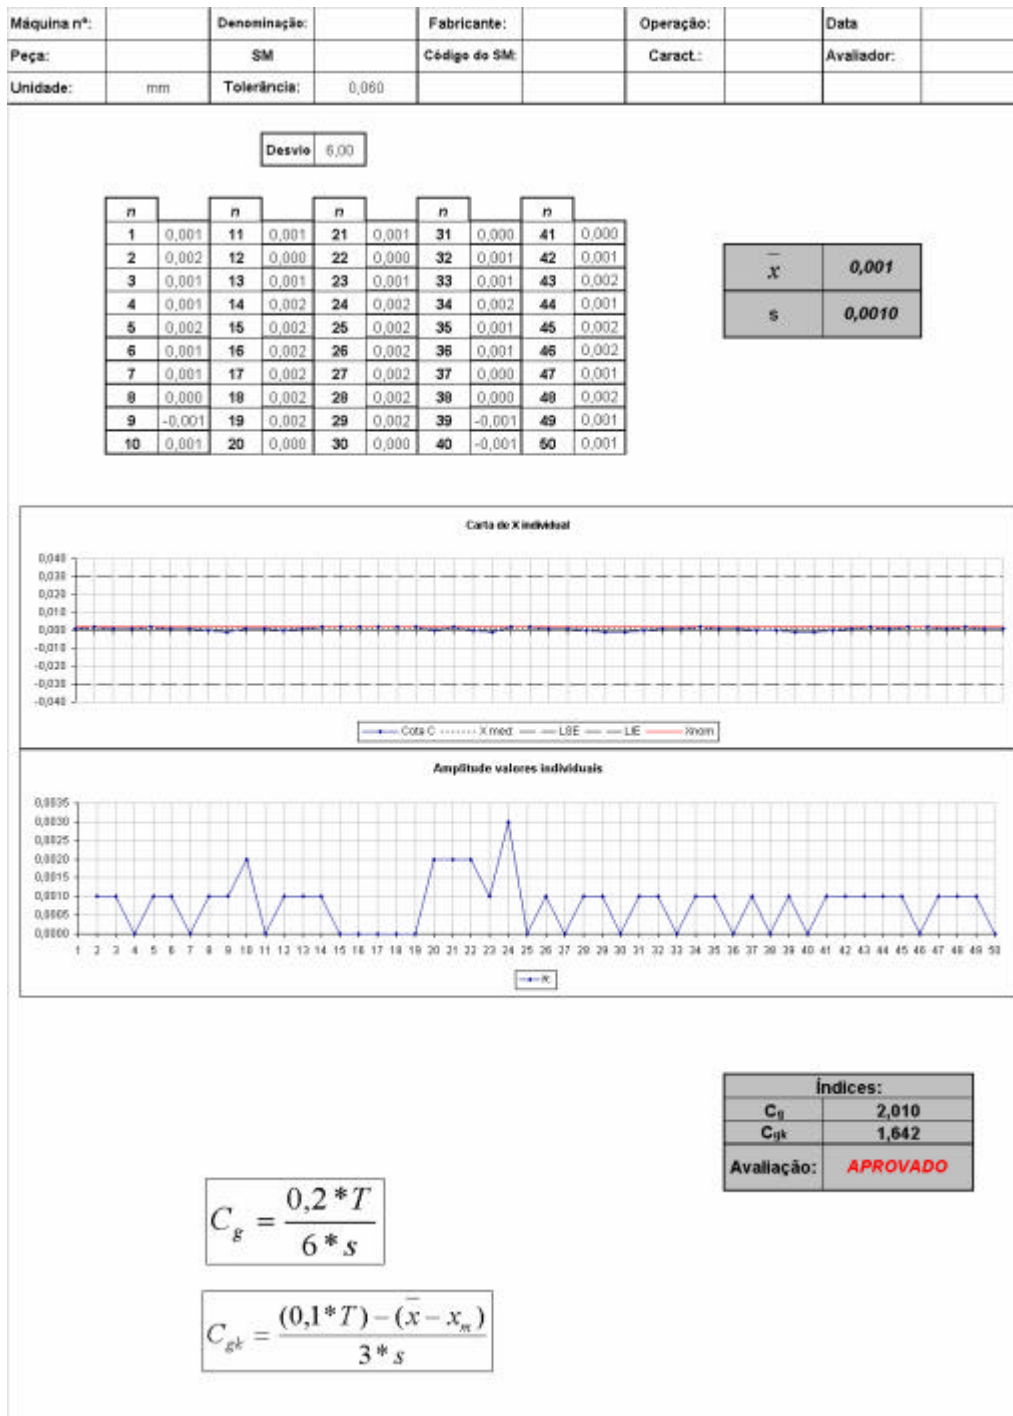 Máquina nº: Denominação: Fabricante: Operação: Data
Peça: SM Código do SM: Caract.: Avaliador:
Unidade: mm Tolerância: 0,060
Desvio 6,00
n n n n n
1 0,001 11 0,001 21 0,001 31 0,000 41 0,000
2 0,002 12 0,000 22 0,000 32 0,001 42 0,001
3 0,001 13 0,001 23 0,001 33 0,001 43 0,002
4 0,001 14 0,002 24 0,002 34 0,002 44 0,001
5 0,002 15 0,002 25 0,002 35 0,001 45 0,002
6 0,001 16 0,002 26 0,002 36 0,001 46 0,002
7 0,001 17 0,002 27 0,002 37 0,000 47 0,001
8 0,000 18 0,002 28 0,002 38 0,000 48 0,002
9 -0,001 19 0,002 29 0,002 39 -0,001 49 0,001
10 0,001 20 0,000 30 0,000 40 -0,001 50 0,001
x̅ 0,001
s 0,0010
Carta de X individual
0,040
0,030
0,020
0,010
0,000
-0,010
-0,020
-0,030
-0,040
Cota C X med. LSE LIE Xnom
Amplitude valores individuais
0,0035
0,0030
0,0025
0,0020
0,0015
0,0010
0,0005
0,0000
1 2 3 4 5 6 7 8 9 10 11 12 13 14 15 16 17 18 19 20 21 22 23 24 25 26 27 28 29 30 31 32 33 34 35 36 37 38 39 40 41 42 43 44 45 46 47 48 49 50
R
Índices:
Cg 2,010
Cgk 1,642
Avaliação: APROVADO
C_g = 0,2 * T / 6 * s
C_gk = (0,1 * T) − (x̅ − x_m) / 3 * s